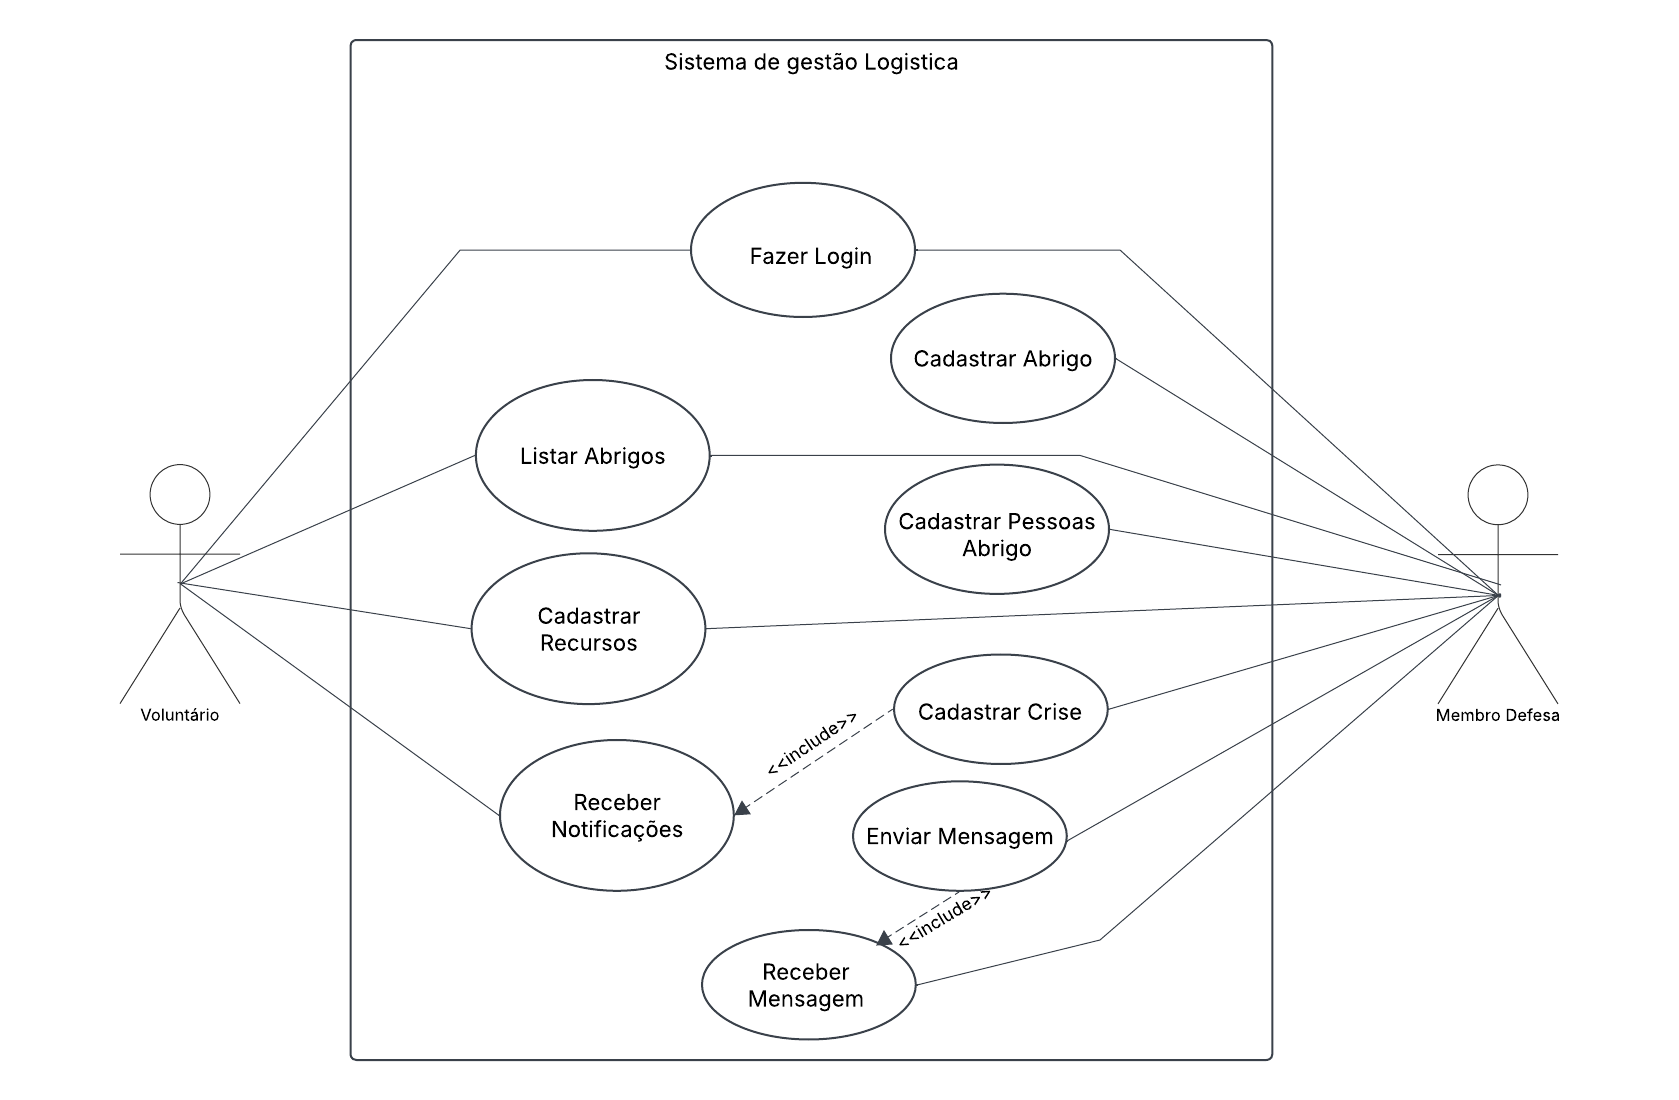 Sistema de gestão Logistica
Fazer Login
Cadastrar Abrigo
Listar Abrigos
Cadastrar Pessoas
Abrigo
Cadastrar
Recursos
Voluntário
Membro Defesa
Cadastrar Crise
<<include>>
Receber
Notificações
Enviar Mensagem
<<include>>
Receber
Mensagem